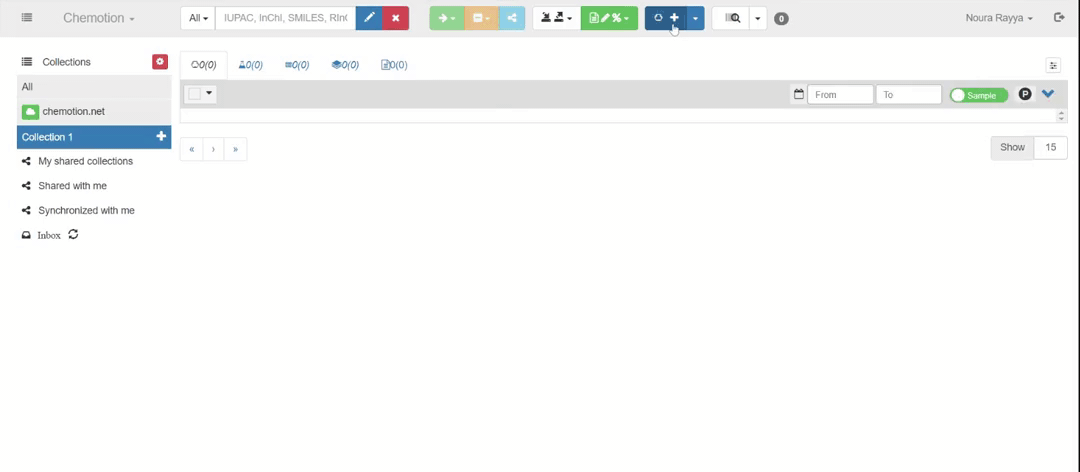 Chemotion
All
IUPAC, InChI, SMILES, RInC
0
Noura Rayya
Collections
0(0)
0(0)
0(0)
0(0)
0(0)
All
From
To
Sample
P
chemotion.net
Collection 1
My shared collections
« › »
Show
15
Shared with me
Synchronized with me
Inbox